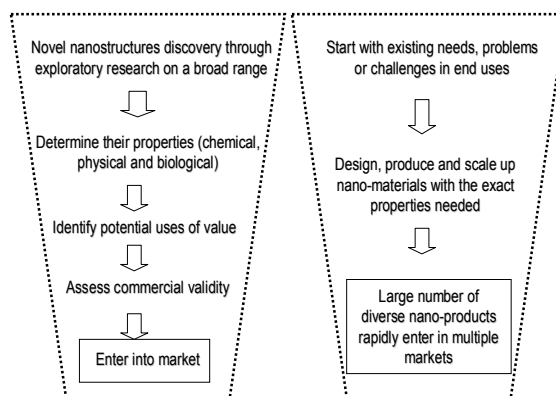 Novel nanostructures discovery through
exploratory research on a broad range
Determine their properties (chemical,
physical and biological)
Identify potential uses of value
Assess commercial validity
Enter into market
Start with existing needs, problems
or challenges in end uses
Design, produce and scale up
nano-materials with the exact
properties needed
Large number of
diverse nano-products
rapidly enter in multiple
markets